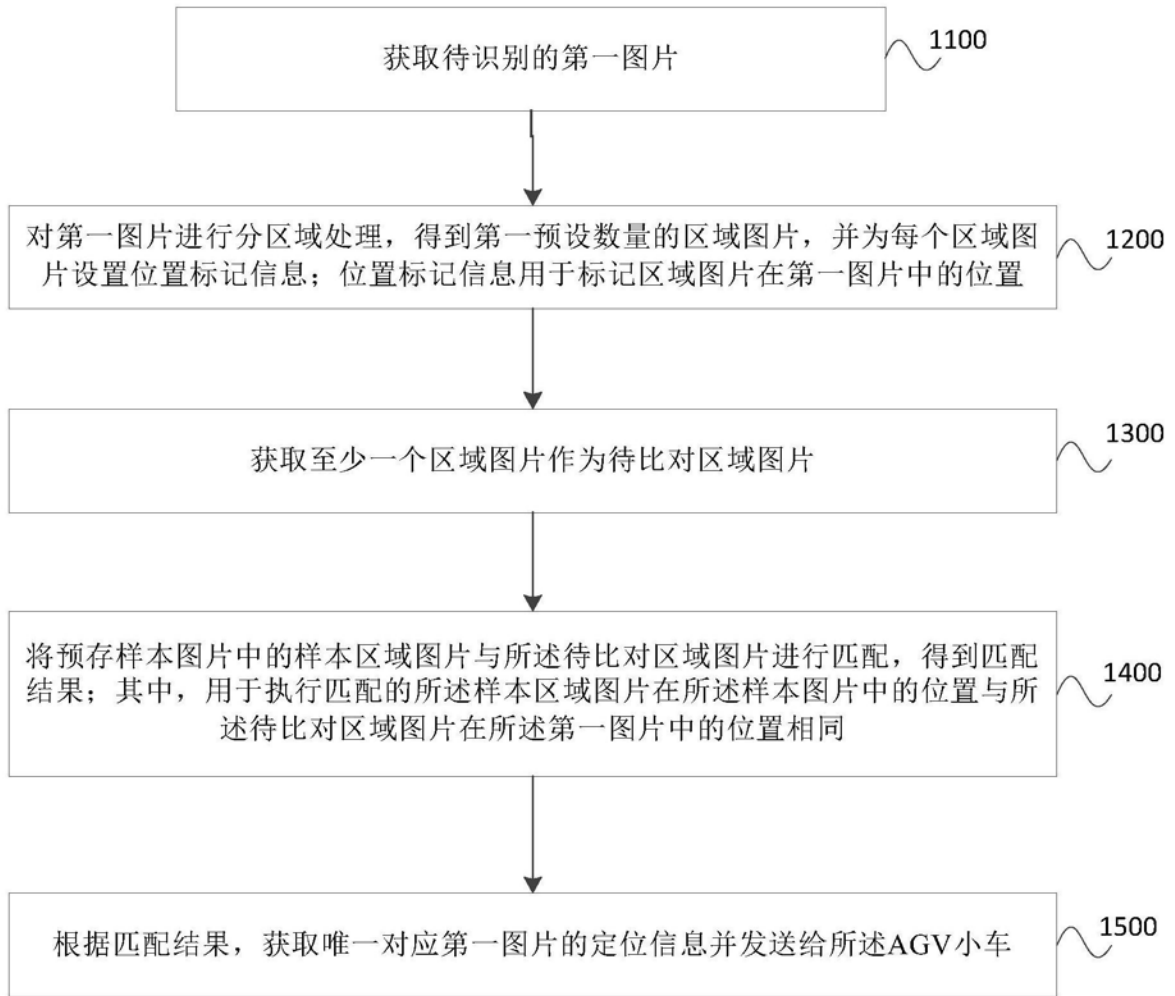 获取待识别的第一图片
1100
对第一图片进行分区域处理，得到第一预设数量的区域图片，并为每个区域图
片设置位置标记信息；位置标记信息用于标记区域图片在第一图片中的位置
1200
获取至少一个区域图片作为待比对区域图片
1300
将预存样本图片中的样本区域图片与所述待比对区域图片进行匹配，得到匹配
结果；其中，用于执行匹配的所述样本区域图片在所述样本图片中的位置与所
述待比对区域图片在所述第一图片中的位置相同
1400
根据匹配结果，获取唯一对应第一图片的定位信息并发送给所述AGV小车
1500